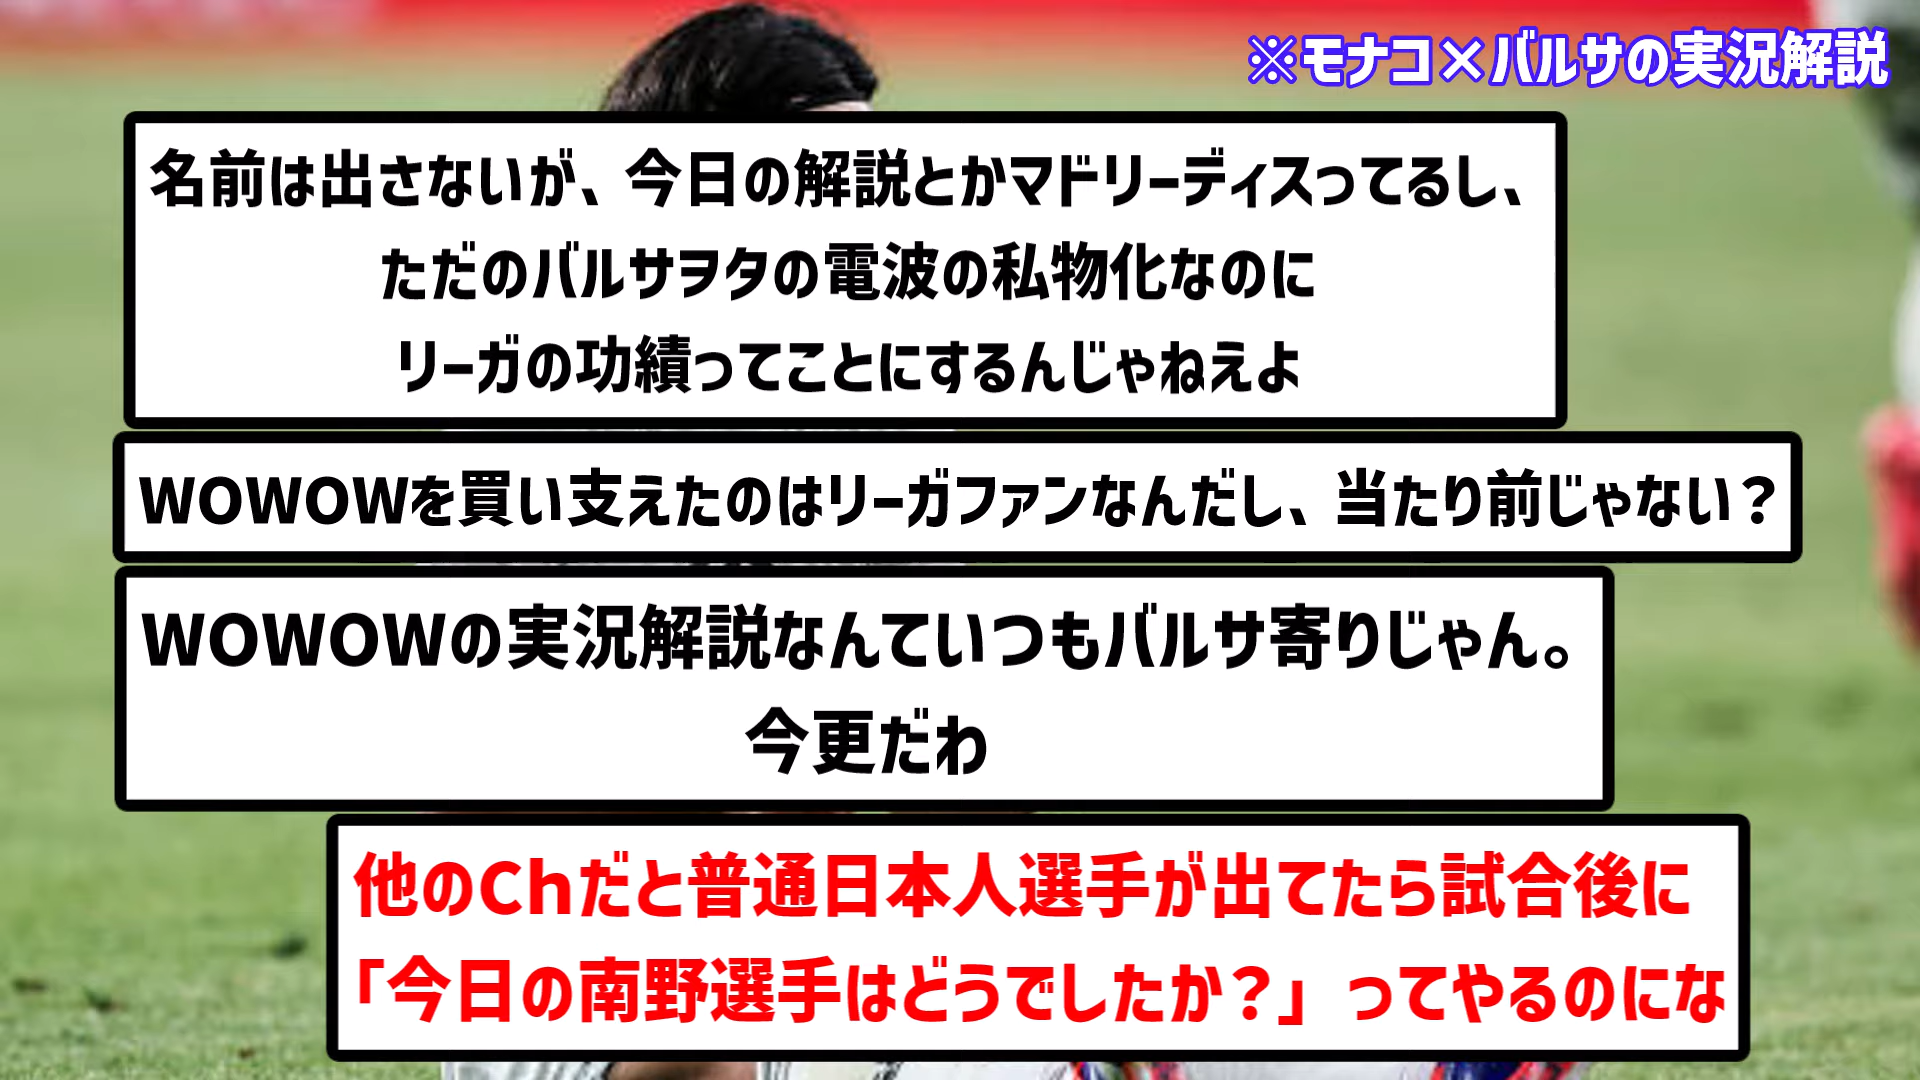 ※モナコ×バルサの実況解説
名前は出さないが、今日の解説とかマドリーディスってるし、
ただのバルサヲタの電波の私物化なのに
リーガの功績ってことにするんじゃねえよ
WOWOWを買い支えたのはリーガファンなんだし、当たり前じゃない？
WOWOWの実況解説なんていつもバルサ寄りじゃん。
今更だわ
他のChだと普通日本人選手が出てたら試合後に
「今日の南野選手はどうでしたか？」ってやるのにな